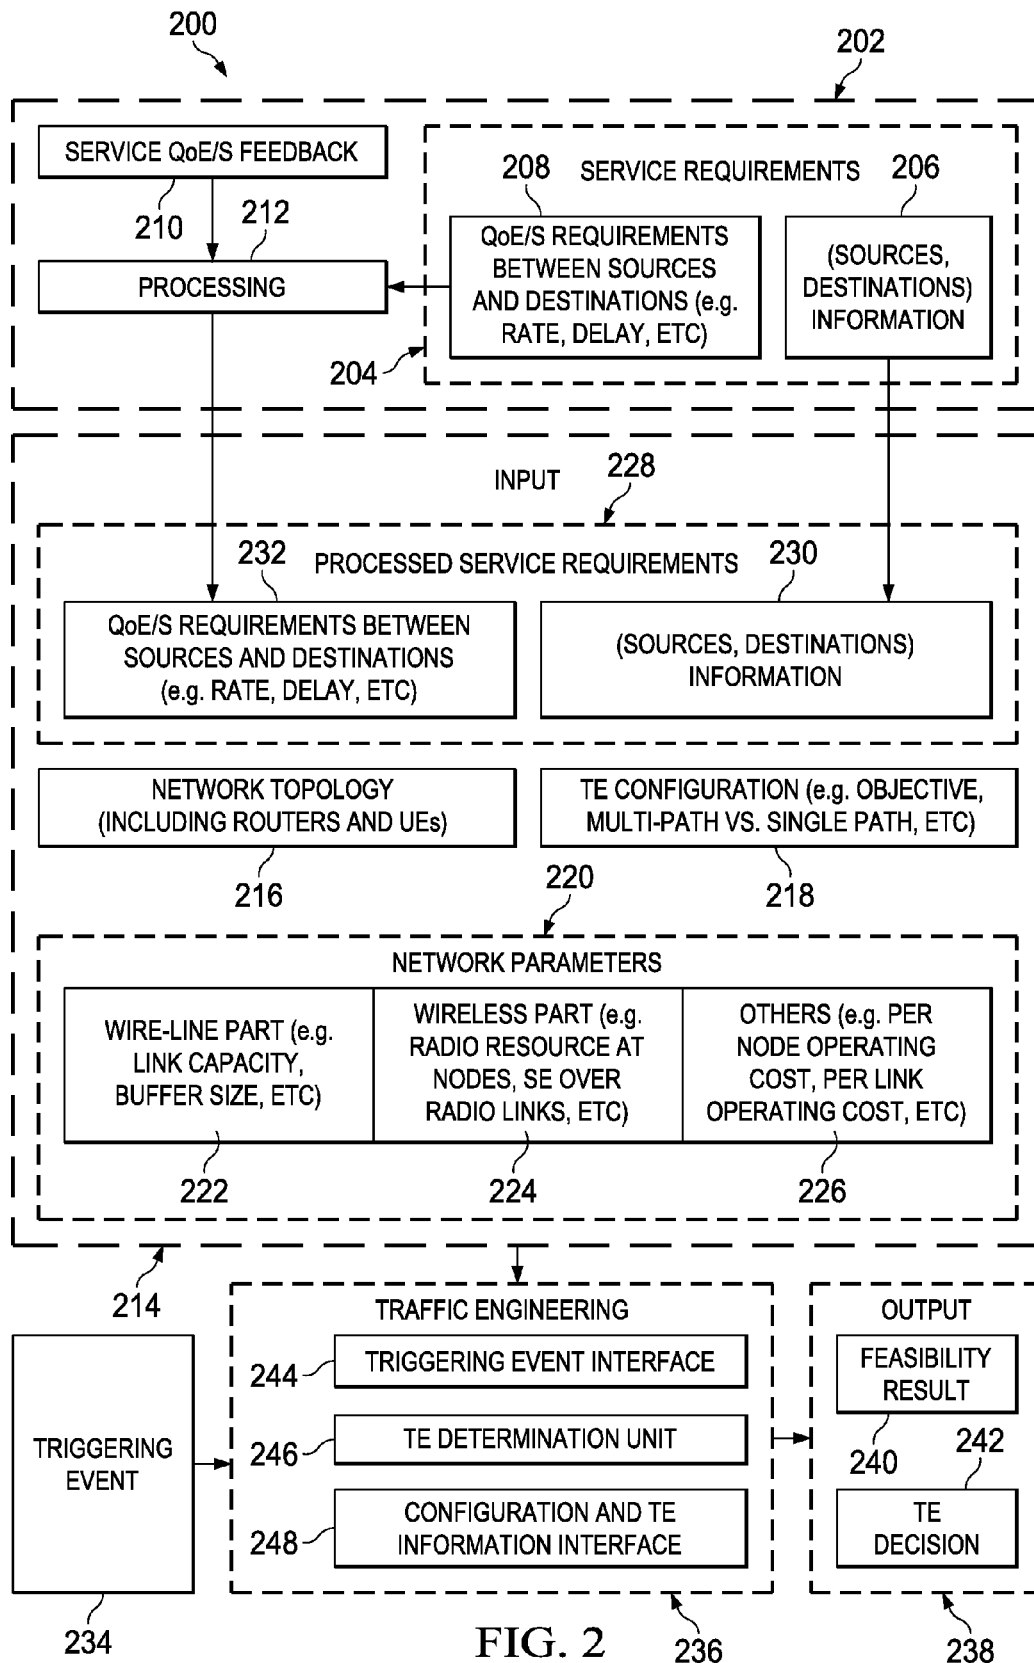 200
202
SERVICE QoE/S FEEDBACK
210
212
PROCESSING
208
SERVICE REQUIREMENTS
206
QoE/S REQUIREMENTS
BETWEEN SOURCES
AND DESTINATIONS (e.g.
RATE, DELAY, ETC)
(SOURCES,
DESTINATIONS)
INFORMATION
204
INPUT
228
232
PROCESSED SERVICE REQUIREMENTS
230
QoE/S REQUIREMENTS BETWEEN
SOURCES AND DESTINATIONS
(e.g. RATE, DELAY, ETC)
(SOURCES, DESTINATIONS)
INFORMATION
NETWORK TOPOLOGY
(INCLUDING ROUTERS AND UEs)
TE CONFIGURATION (e.g. OBJECTIVE,
MULTI-PATH VS. SINGLE PATH, ETC)
216
220
218
NETWORK PARAMETERS
WIRE-LINE PART (e.g.
LINK CAPACITY,
BUFFER SIZE, ETC)
WIRELESS PART (e.g.
RADIO RESOURCE AT
NODES, SE OVER
RADIO LINKS, ETC)
OTHERS (e.g. PER
NODE OPERATING
COST, PER LINK
OPERATING COST, ETC)
222
224
226
214
TRIGGERING
EVENT
234
TRAFFIC ENGINEERING
244
TRIGGERING EVENT INTERFACE
246
TE DETERMINATION UNIT
248
CONFIGURATION AND TE
INFORMATION INTERFACE
236
OUTPUT
FEASIBILITY
RESULT
240
242
TE
DECISION
238
FIG. 2